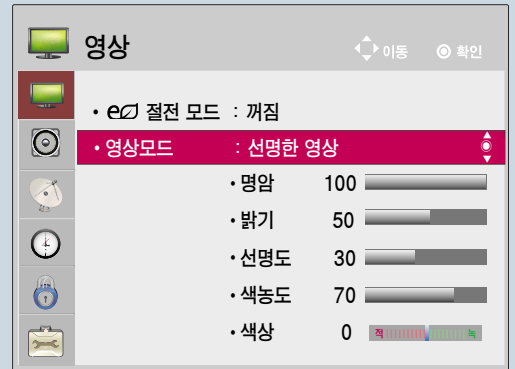 영상
이동 확인
• e 절전 모드 : 꺼짐
• 영상모드 : 선명한 영상
• 명암 100
• 밝기 50
• 선명도 30
• 색농도 70
• 색상 0 적 녹